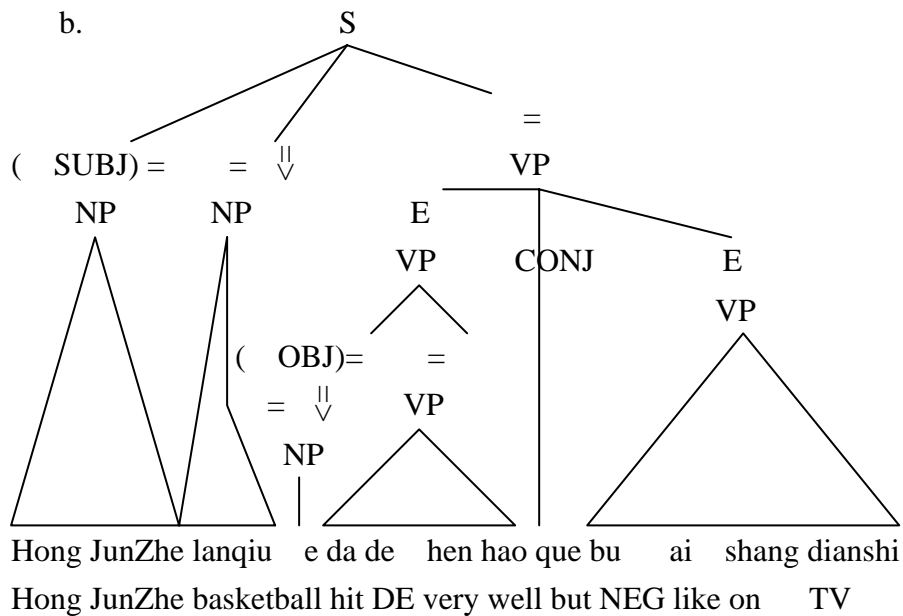 b. S
=
( SUBJ) = = ⇓ VP
NP NP E
VP CONJ E
VP
( OBJ)= =
= ⇓ VP
NP
Hong JunZhe lanqiu e da de hen hao que bu ai shang dianshi
Hong JunZhe basketball hit DE very well but NEG like on TV